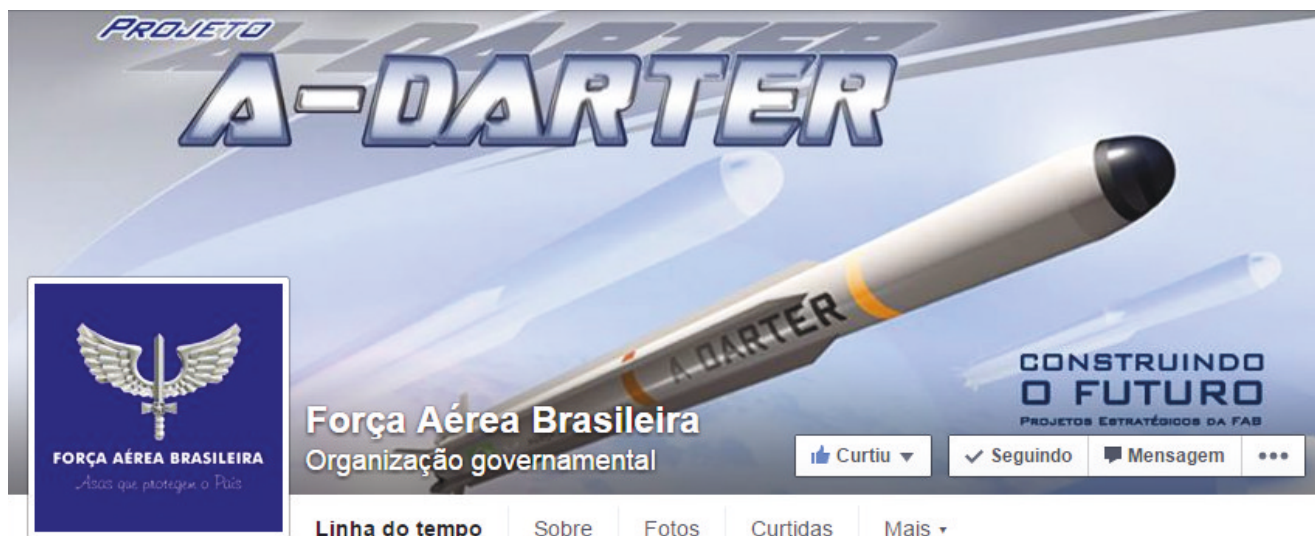 PROJETO
A-DARTER
A DARTER
CONSTRUINDO
O FUTURO
PROJETOS ESTRATÉGICOS DA FAB
FORÇA AÉREA BRASILEIRA
Asas que protegem o País
Força Aérea Brasileira
Organização governamental
Curtiu
Seguindo
Mensagem
Linha do tempo
Sobre
Fotos
Curtidas
Mais